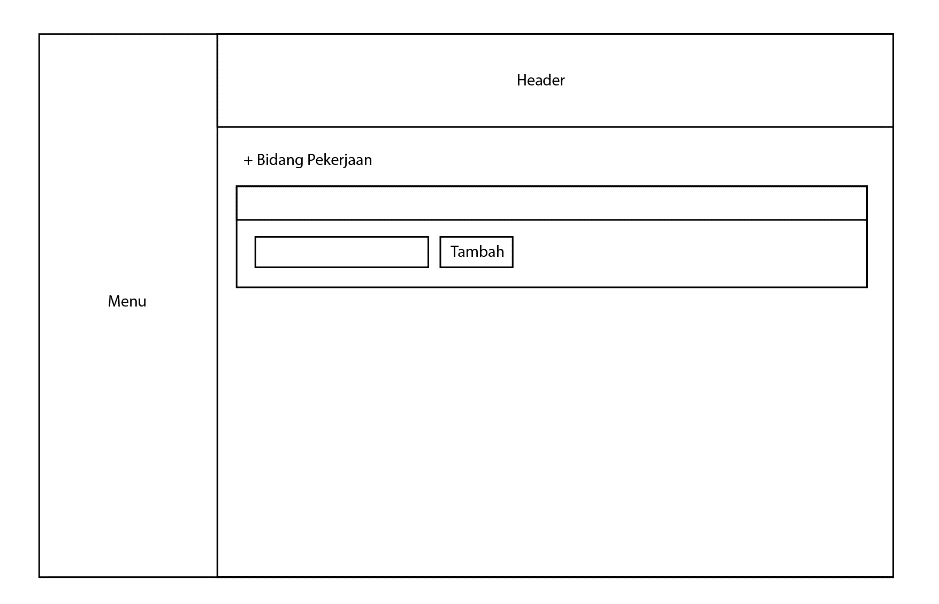 Header
+ Bidang Pekerjaan
Tambah
Menu